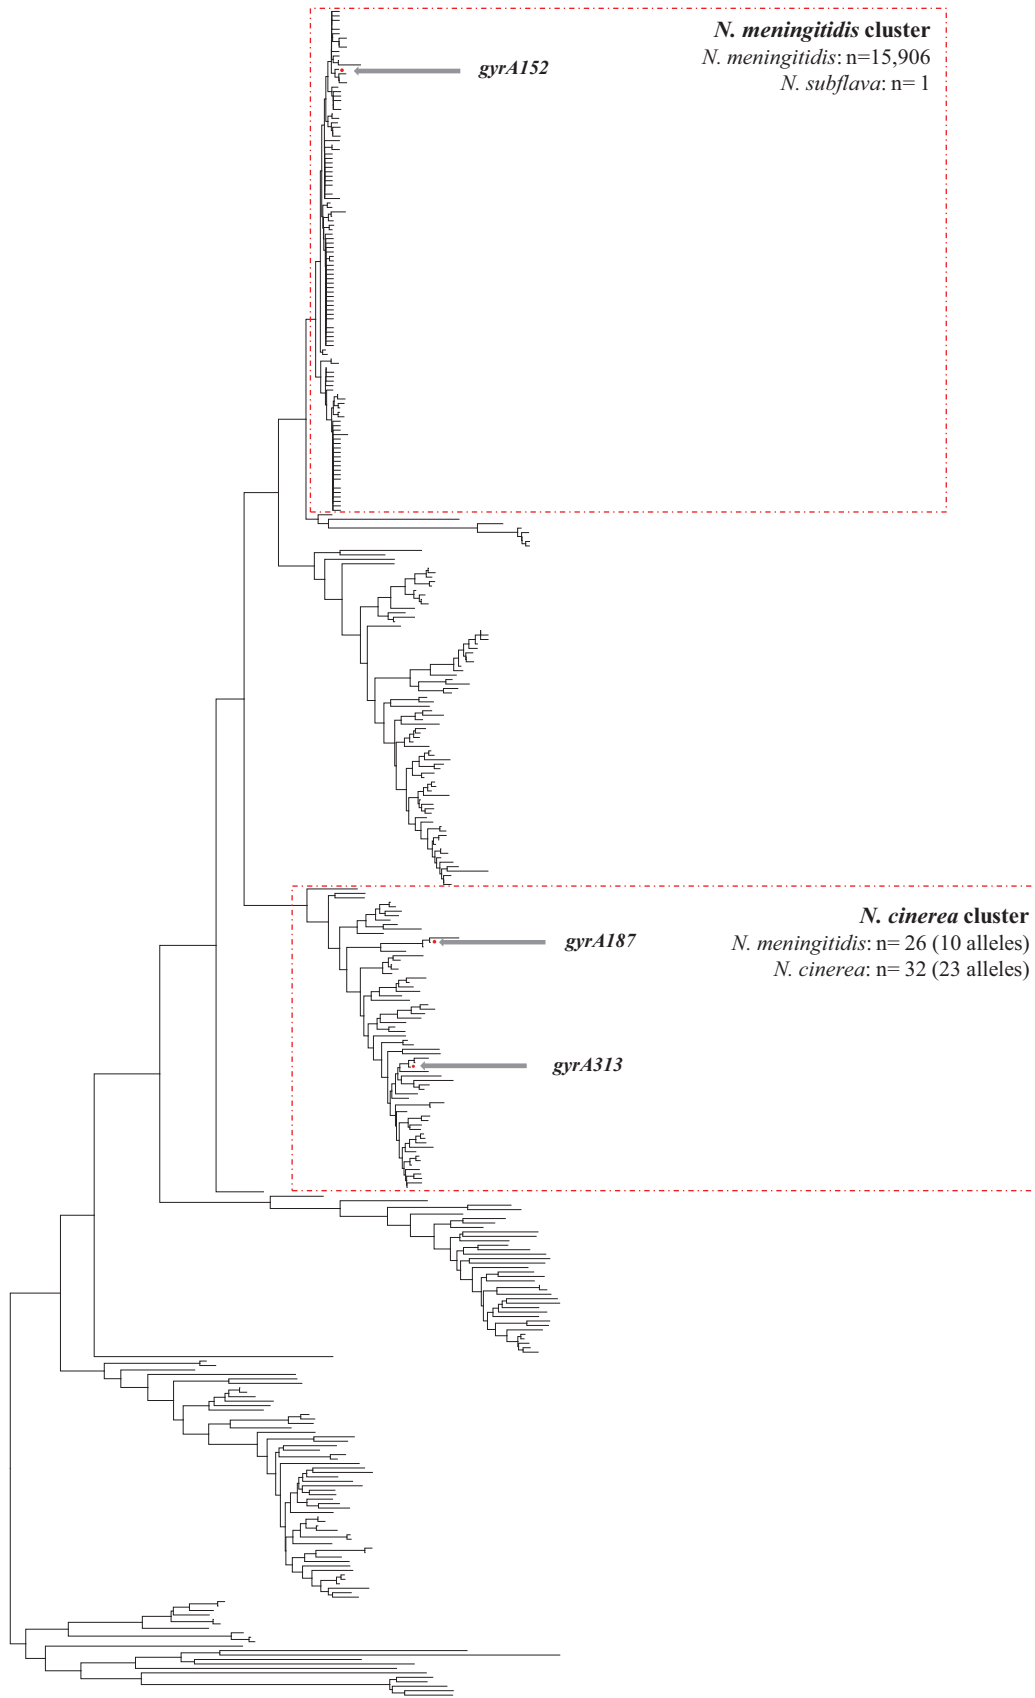 N. meningitidis cluster
N. meningitidis: n=15,906
N. subflava: n= 1
gyrA152
N. cinerea cluster
N. meningitidis: n= 26 (10 alleles)
N. cinerea: n= 32 (23 alleles)
gyrA187
gyrA313